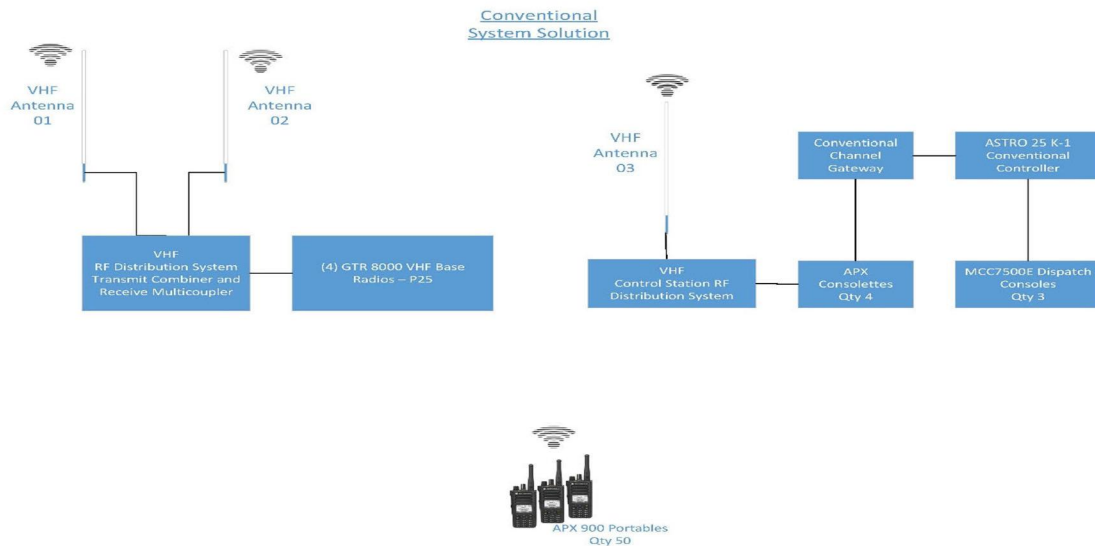 Conventional
System Solution
VHF
Antenna
01
VHF
Antenna
02
VHF
Antenna
03
Conventional
Channel
Gateway
ASTRO 25 K-1
Conventional
Controller
VHF
RF Distribution System
Transmit Combiner and
Receive Multicoupler
(4) GTR 8000 VHF Base
Radios – P25
VHF
Control Station RF
Distribution System
APX
Consolettes
Qty 4
MCC7500E Dispatch
Consoles
Qty 3
APX 900 Portables
Qty 50